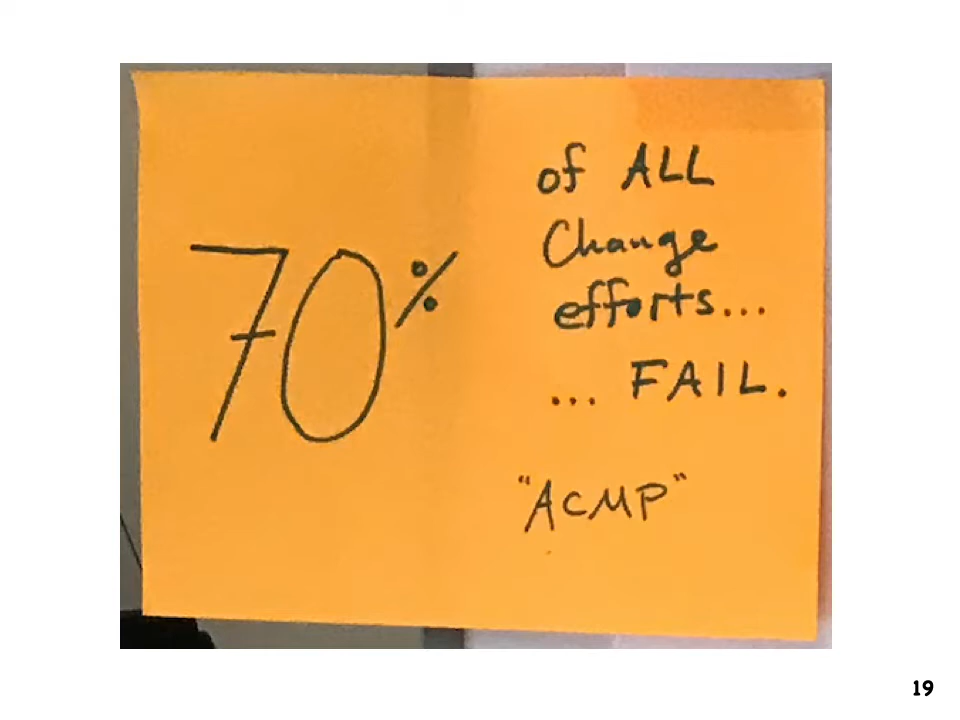 70%
of ALL
Change
efforts...
... FAIL.
"ACMP"
19